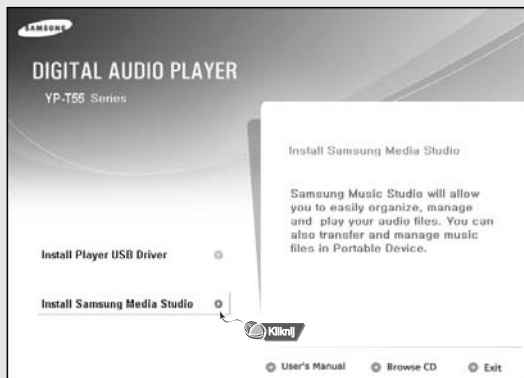 SAMSUNG
DIGITAL AUDIO PLAYER
YP-T55 Series
Install Samsung Media Studio
Samsung Music Studio will allow
you to easily organize, manage
and play your audio files. You can
also transfer and manage music
files in Portable Device.
Install Player USB Driver
Install Samsung Media Studio
Kliknij
User's Manual
Browse CD
Exit